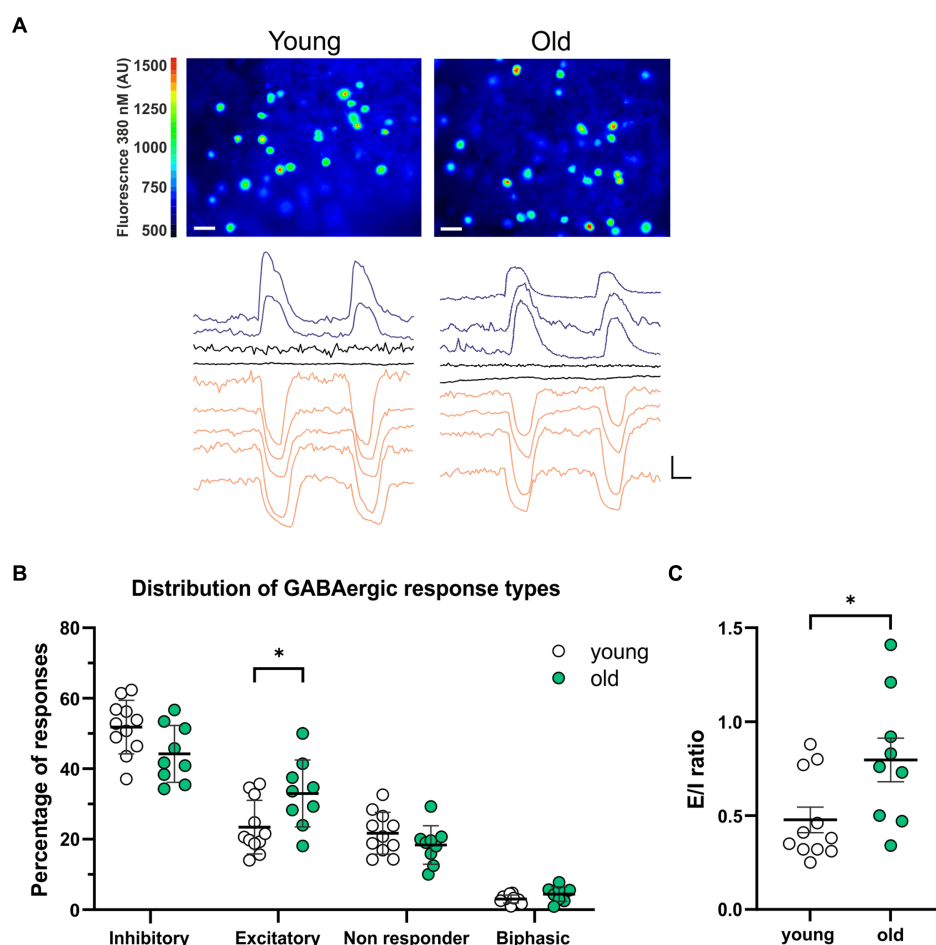 A
Young Old
Fluorescnce 380 nM (AU)
1500
1250
1000
750
500
B
Distribution of GABAergic response types
Percentage of responses
80
60
40
20
0
*
young
old
Inhibitory Excitatory Non responder Biphasic
C
E/I ratio
1.5
1.0
0.5
0.0
*
young old